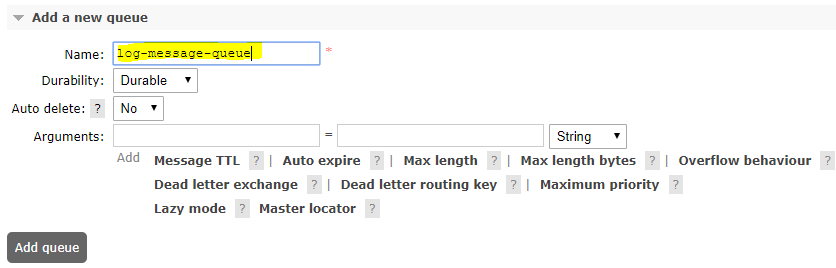 Add a new queue
Name: log-message-queue *
Durability: Durable
Auto delete: ? No
Arguments: = String
Add Message TTL ? | Auto expire ? | Max length ? | Max length bytes ? | Overflow behaviour ?
Dead letter exchange ? | Dead letter routing key ? | Maximum priority ?
Lazy mode ? Master locator ?
Add queue